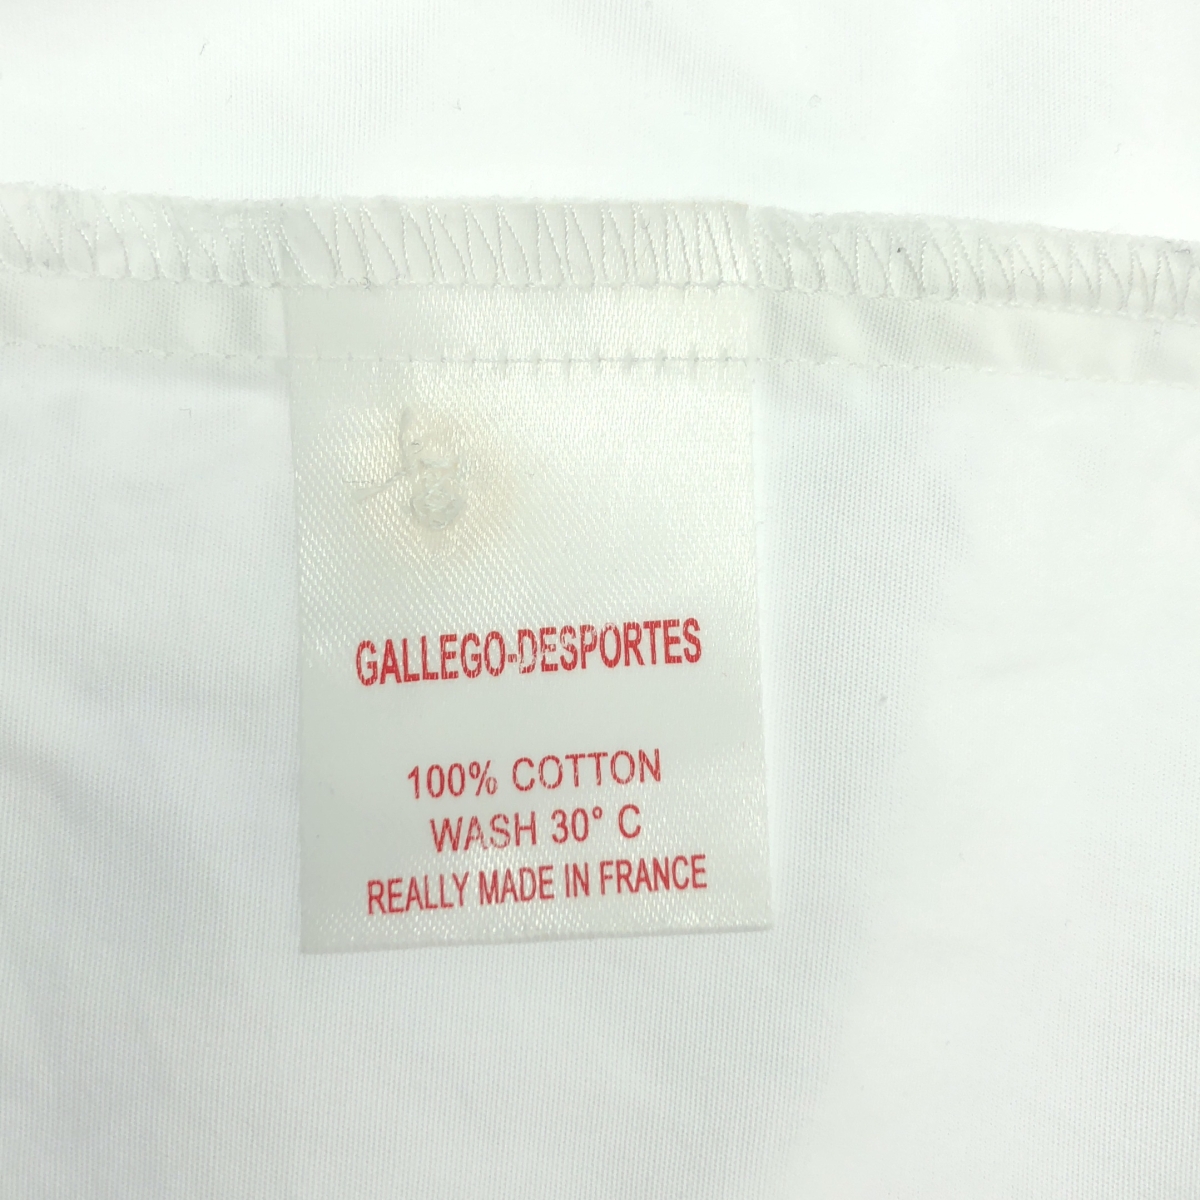 GALLEGO-DESPORTES
100% COTTON
WASH 30° C
REALLY MADE IN FRANCE